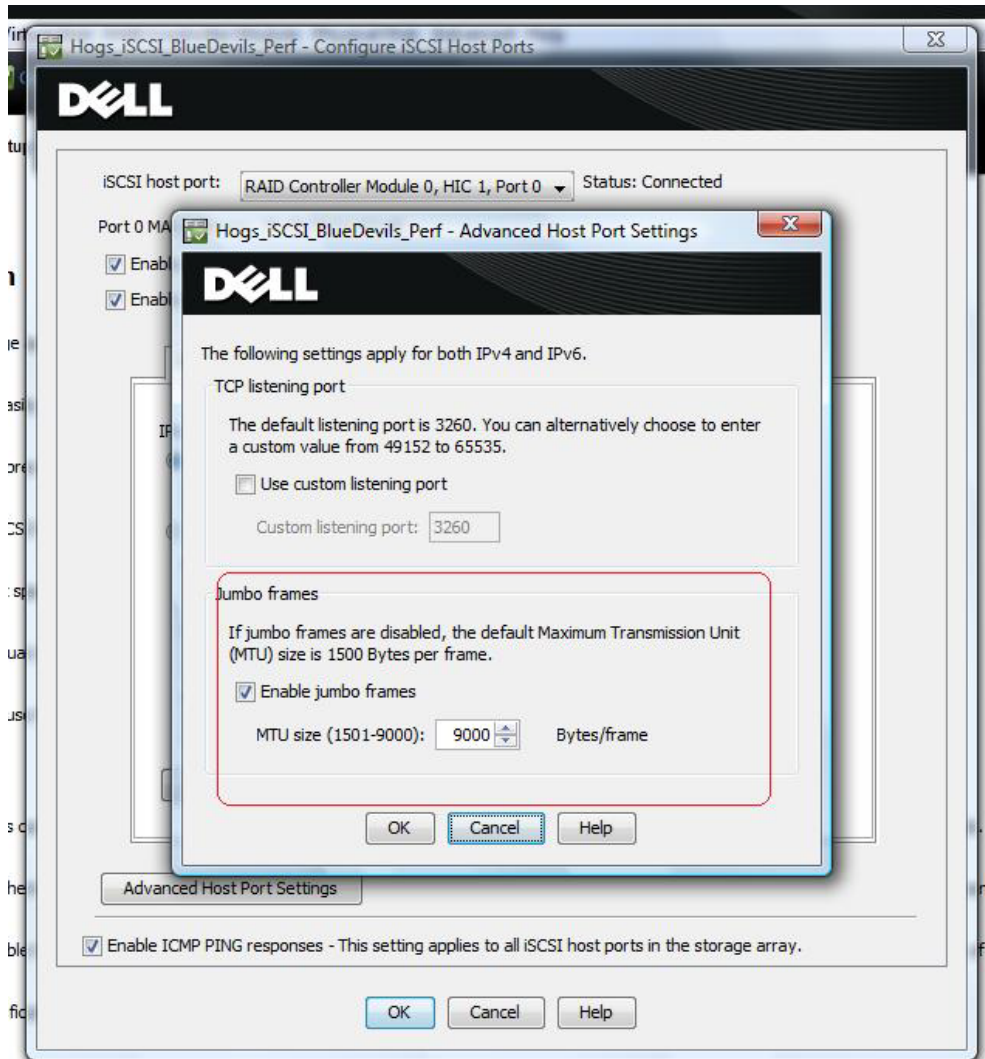 Hogs_iSCSI_BlueDevils_Perf - Configure iSCSI Host Ports
DELL
iSCSI host port: RAID Controller Module 0, HIC 1, Port 0 Status: Connected
Port 0 MA
Hogs_iSCSI_BlueDevils_Perf - Advanced Host Port Settings
DELL
The following settings apply for both IPv4 and IPv6.
TCP listening port
The default listening port is 3260. You can alternatively choose to enter
a custom value from 49152 to 65535.
Use custom listening port
Custom listening port: 3260
Jumbo frames
If jumbo frames are disabled, the default Maximum Transmission Unit
(MTU) size is 1500 Bytes per frame.
Enable jumbo frames
MTU size (1501-9000): 9000 Bytes/frame
OK Cancel Help
Advanced Host Port Settings
Enable ICMP PING responses - This setting applies to all iSCSI host ports in the storage array.
OK Cancel Help